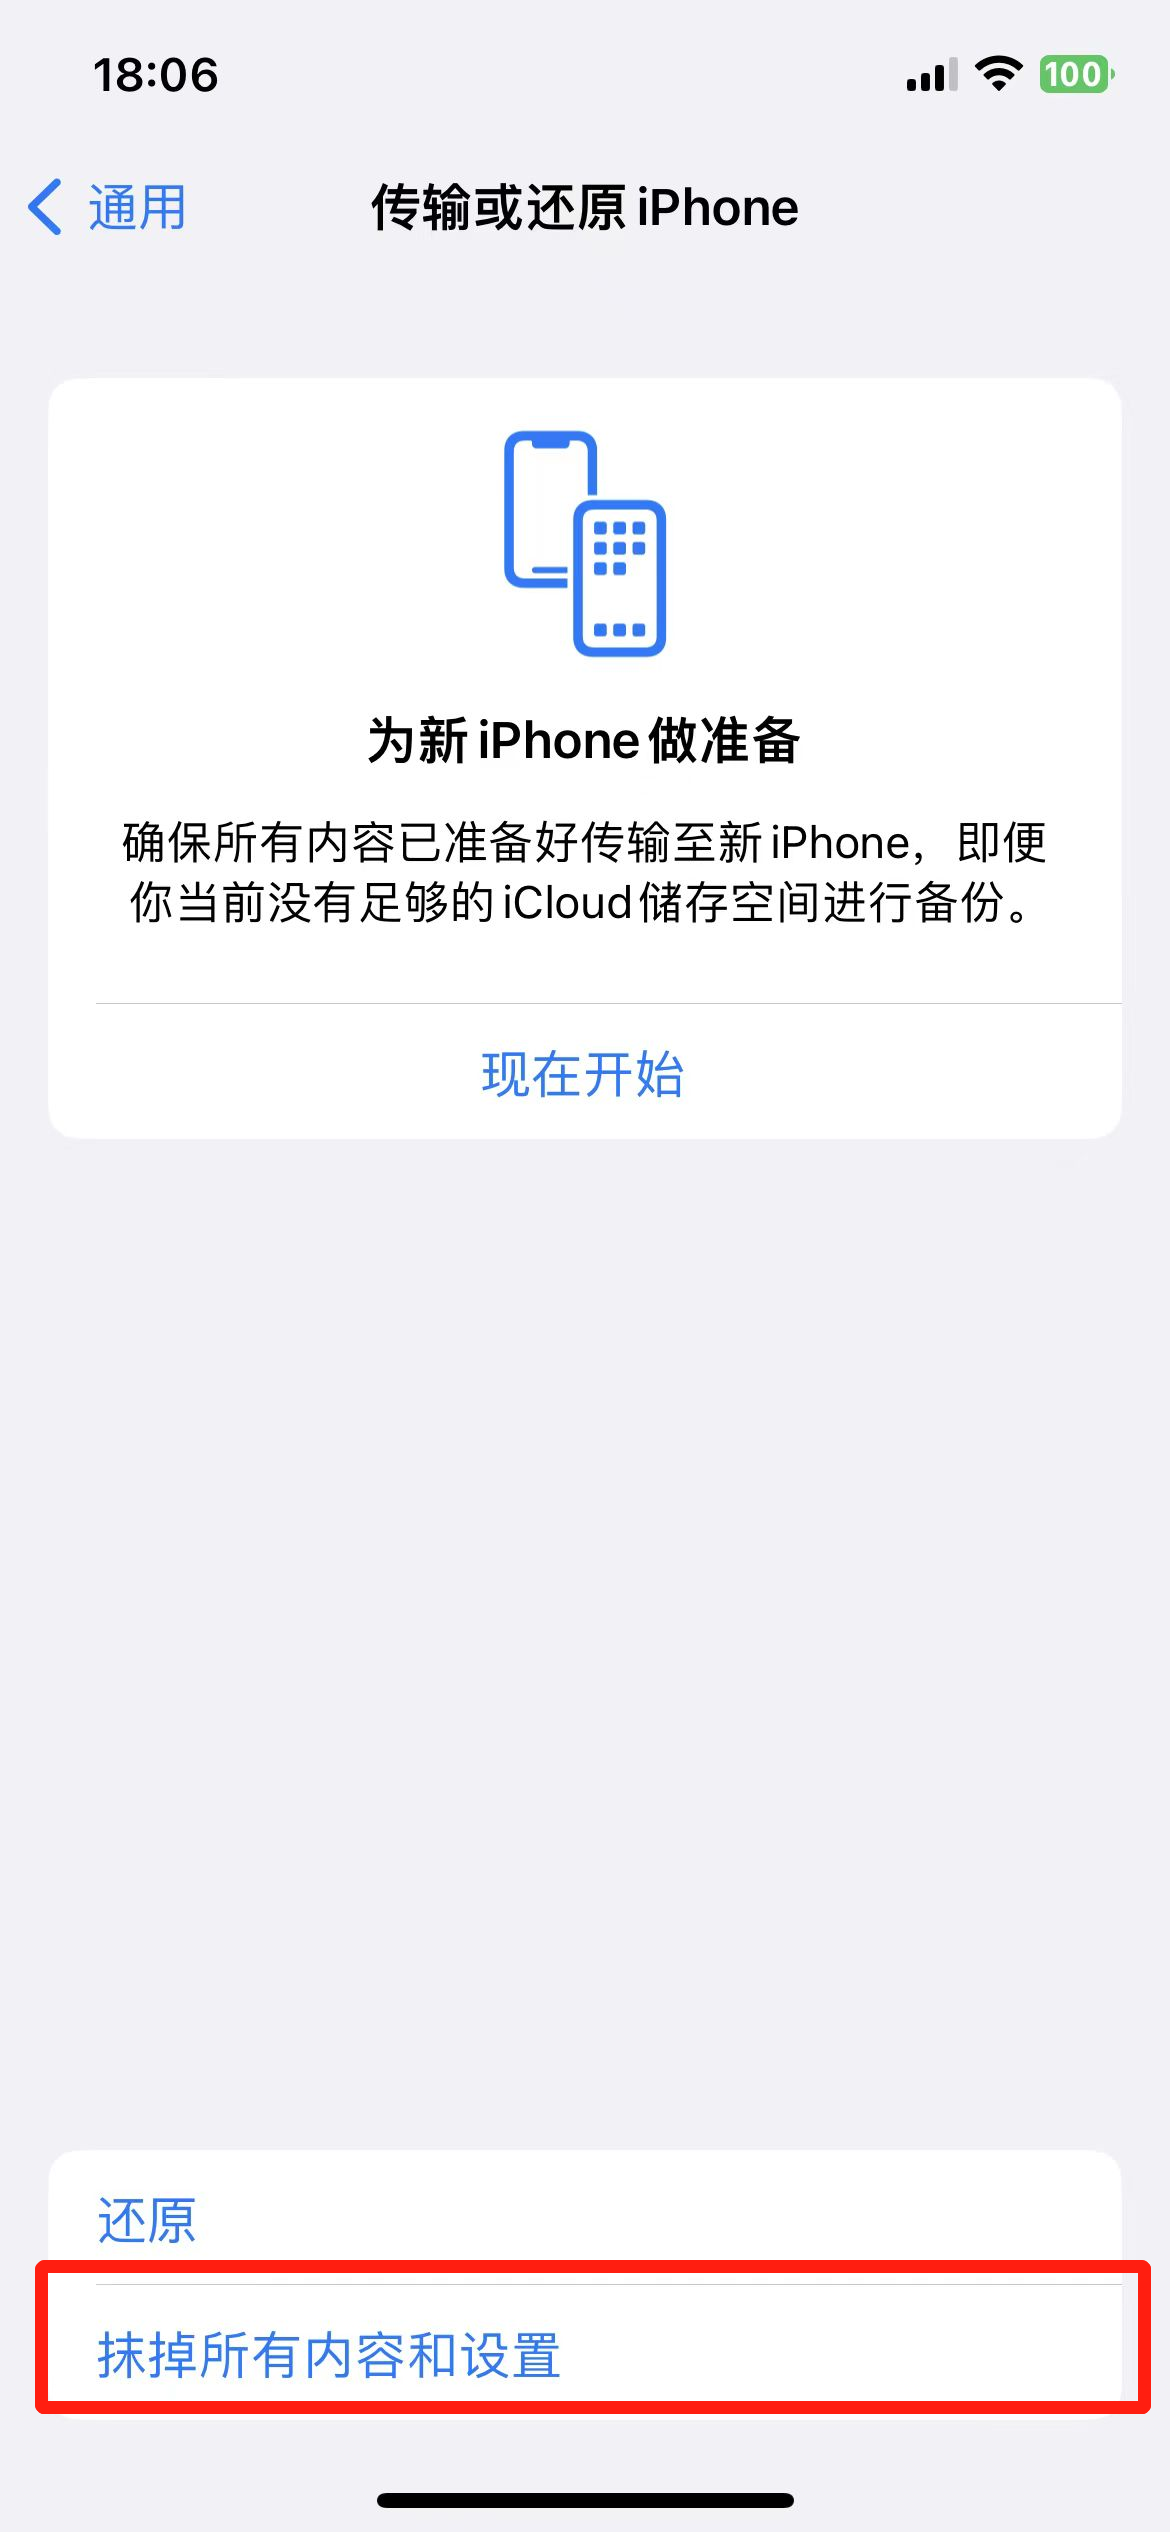 18:06
100
通用
传输或还原 iPhone
为新 iPhone 做准备
确保所有内容已准备好传输至新 iPhone，即便
你当前没有足够的 iCloud 储存空间进行备份。
现在开始
还原
抹掉所有内容和设置